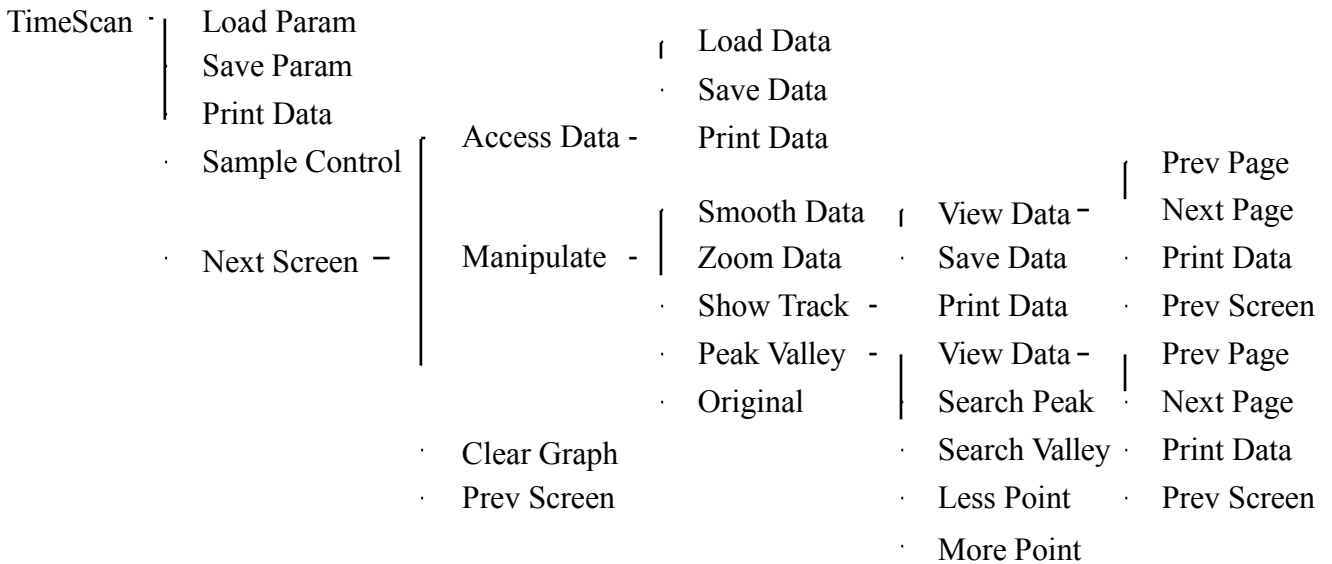 TimeScan - Load Param
Load Data
Save Param
Save Data
Print Data
Access Data - Print Data
Sample Control
Prev Page
Smooth Data
View Data -
Next Page
Next Screen -
Manipulate -
Zoom Data
Save Data
Print Data
Show Track -
Print Data
Prev Screen
Peak Valley -
View Data -
Prev Page
Original
Search Peak
Next Page
Clear Graph
Search Valley
Print Data
Prev Screen
Less Point
Prev Screen
More Point